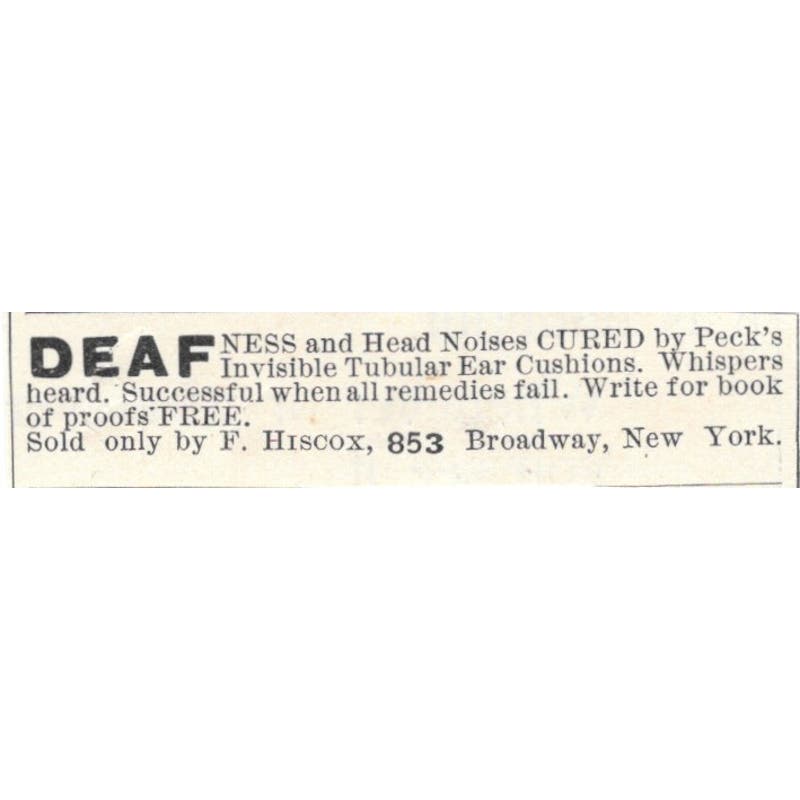 DEAFNESS and Head Noises CURED by Peck's
Invisible Tubular Ear Cushions. Whispers
heard. Successful when all remedies fail. Write for book
of proofs FREE.
Sold only by F. HISCOX, 853 Broadway, New York.